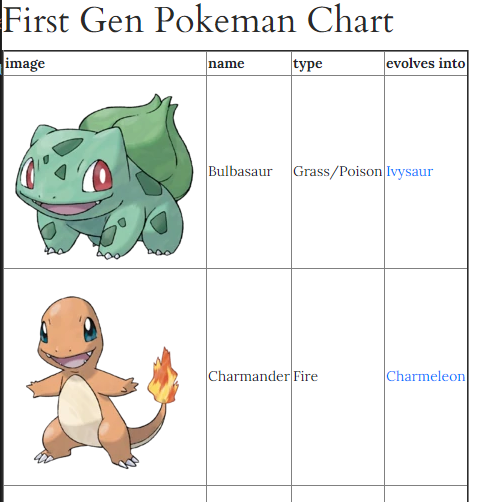 First Gen Pokeman Chart
image name type evolves into
Bulbasaur Grass/Poison Ivysaur
Charmander Fire Charmeleon